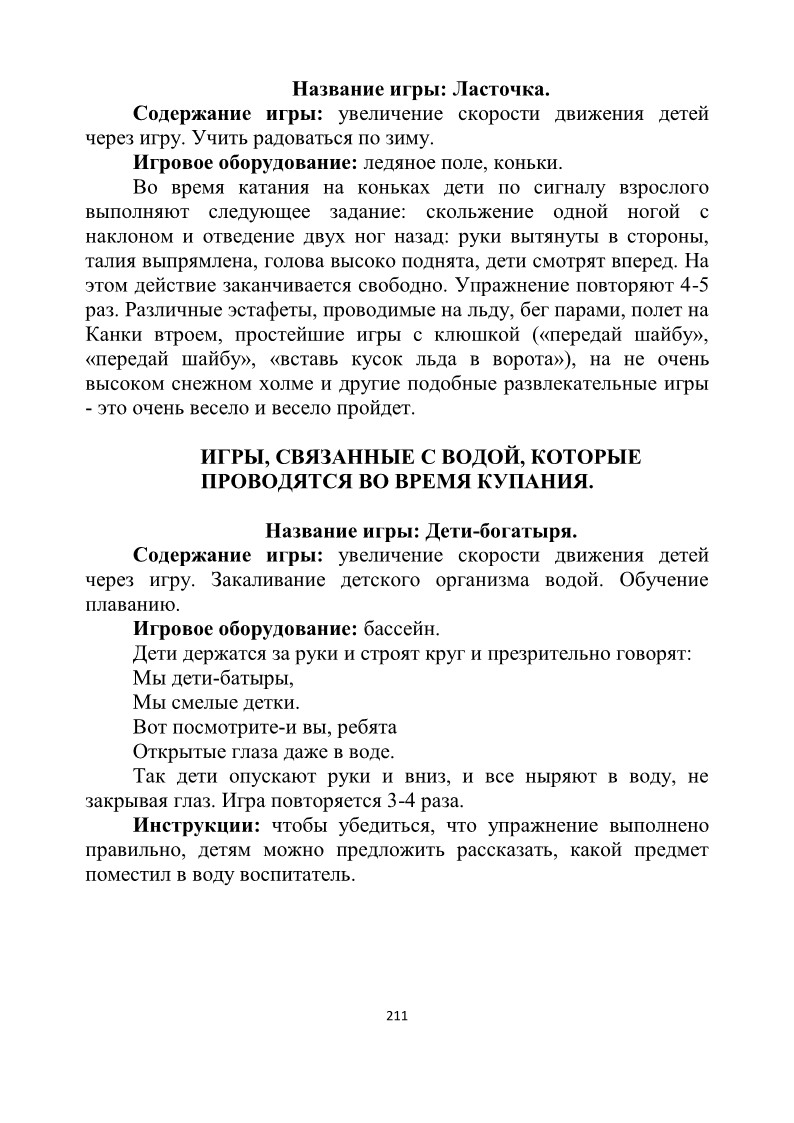 Название игры: Ласточка.
Содержание игры: увеличение скорости движения детей
через игру. Учить радоваться по зиму.
Игровое оборудование: ледяное поле, коньки.
Во время катания на коньках дети по сигналу взрослого
выполняют следующее задание: скольжение одной ногой с
наклоном и отведение двух ног назад: руки вытянуты в стороны,
талия выпрямлена, голова высоко поднята, дети смотрят вперед. На
этом действие заканчивается свободно. Упражнение повторяют 4-5
раз. Различные эстафеты, проводимые на льду, бег парами, полет на
Канки втроем, простейшие игры с клюшкой («передай шайбу»,
«передай шайбу», «вставь кусок льда в ворота»), на не очень
высоком снежном холме и другие подобные развлекательные игры
- это очень весело и весело пройдет.
ИГРЫ, СВЯЗАННЫЕ С ВОДОЙ, КОТОРЫЕ
ПРОВОДЯТСЯ ВО ВРЕМЯ КУПАНИЯ.
Название игры: Дети-богатыря.
Содержание игры: увеличение скорости движения детей
через игру. Закаливание детского организма водой. Обучение
плаванию.
Игровое оборудование: бассейн.
Дети держатся за руки и строят круг и презрительно говорят:
Мы дети-батыры,
Мы смелые детки.
Вот посмотрите-и вы, ребята
Открытые глаза даже в воде.
Так дети опускают руки и вниз, и все ныряют в воду, не
закрывая глаз. Игра повторяется 3-4 раза.
Инструкции: чтобы убедиться, что упражнение выполнено
правильно, детям можно предложить рассказать, какой предмет
поместил в воду воспитатель.
211